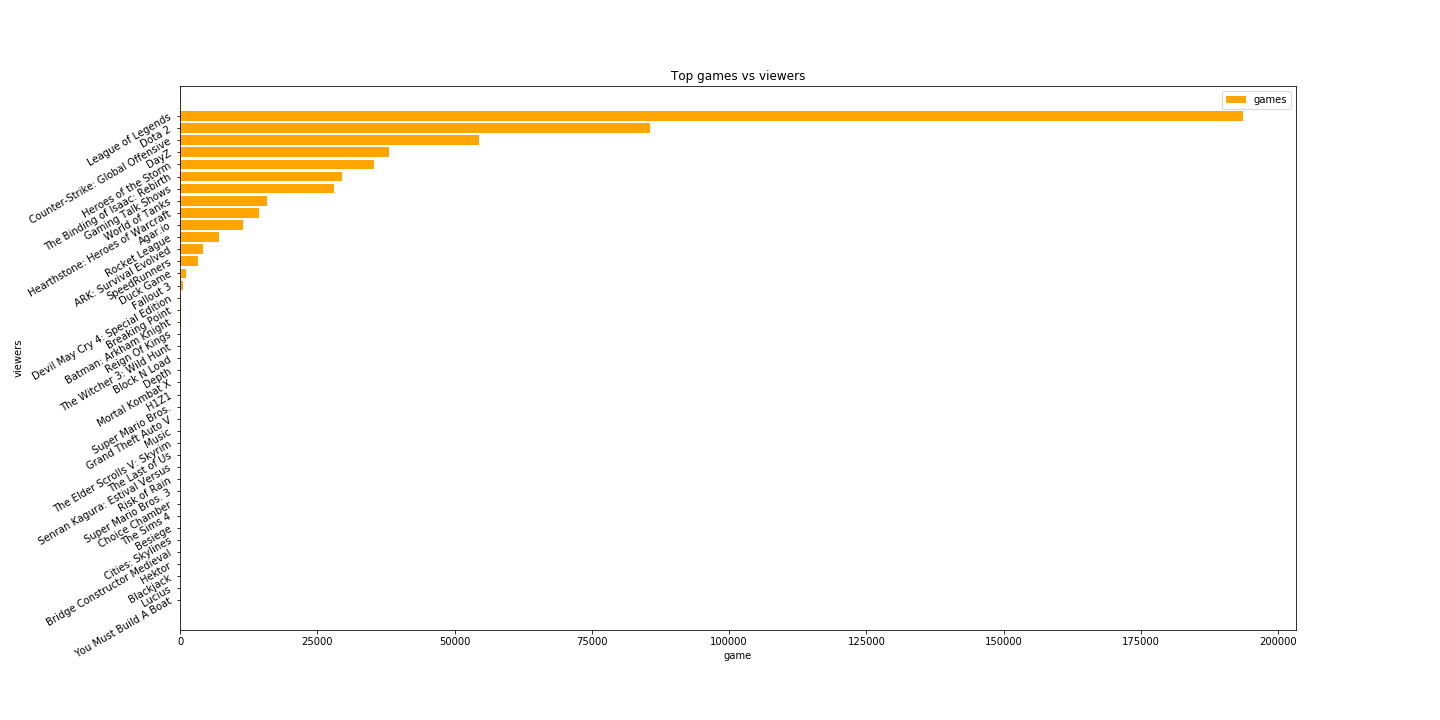 Top games vs viewers
games
League of Legends
Dota 2
Counter-Strike: Global Offensive
DayZ
Heroes of the Storm
The Binding of Isaac: Rebirth
Gaming Talk Shows
World of Tanks
Hearthstone: Heroes of Warcraft
Agar.io
Rocket League
ARK: Survival Evolved
SpeedRunners
Duck Game
Fallout 3
Devil May Cry 4: Special Edition
Breaking Point
Batman: Arkham Knight
Reign Of Kings
The Witcher 3: Wild Hunt
Block N Load
Depth
Mortal Kombat X
H1Z1
Super Mario Bros.
Grand Theft Auto V
Music
The Elder Scrolls V: Skyrim
The Last of Us
Senran Kagura: Estival Versus
Risk of Rain
Super Mario Bros. 3
Choice Chamber
The Sims 4
Besiege
Cities: Skylines
Bridge Constructor Medieval
Hektor
Blackjack
Lucius
You Must Build A Boat
viewers
0 25000 50000 75000 100000 125000 150000 175000 200000
game